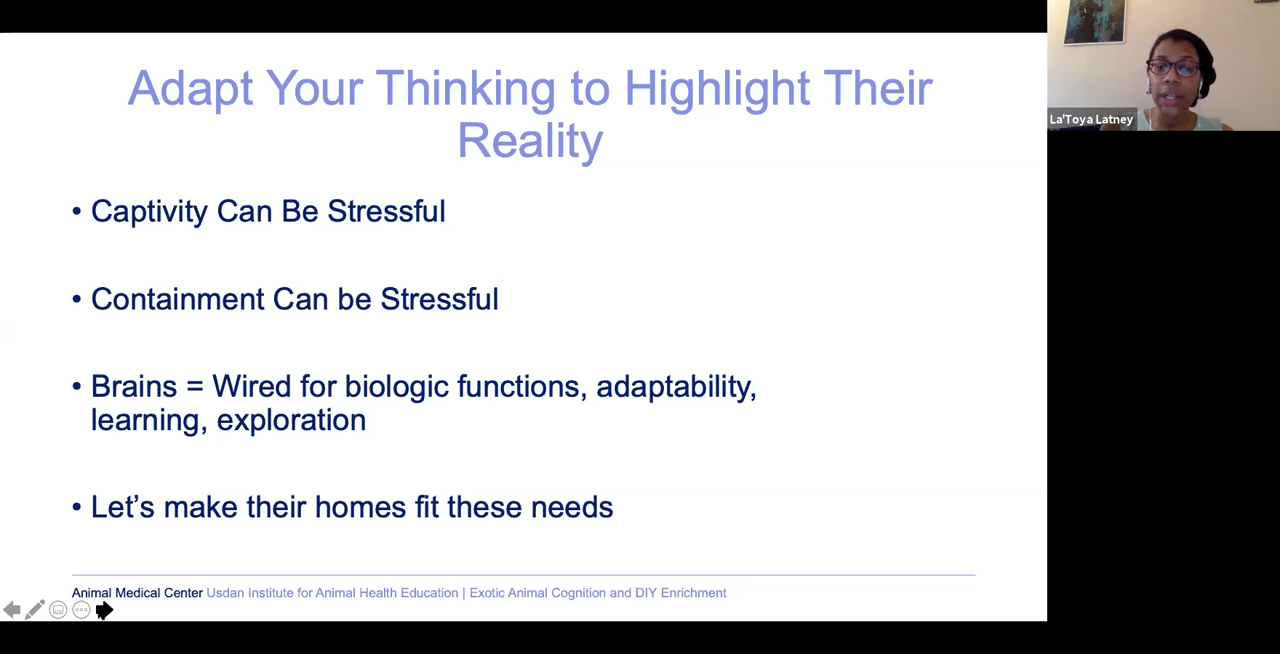 Adapt Your Thinking to Highlight Their
Reality
• Captivity Can Be Stressful
• Containment Can be Stressful
• Brains = Wired for biologic functions, adaptability,
learning, exploration
• Let’s make their homes fit these needs
Animal Medical Center Usdan Institute for Animal Health Education | Exotic Animal Cognition and DIY Enrichment
La'Toya Latney